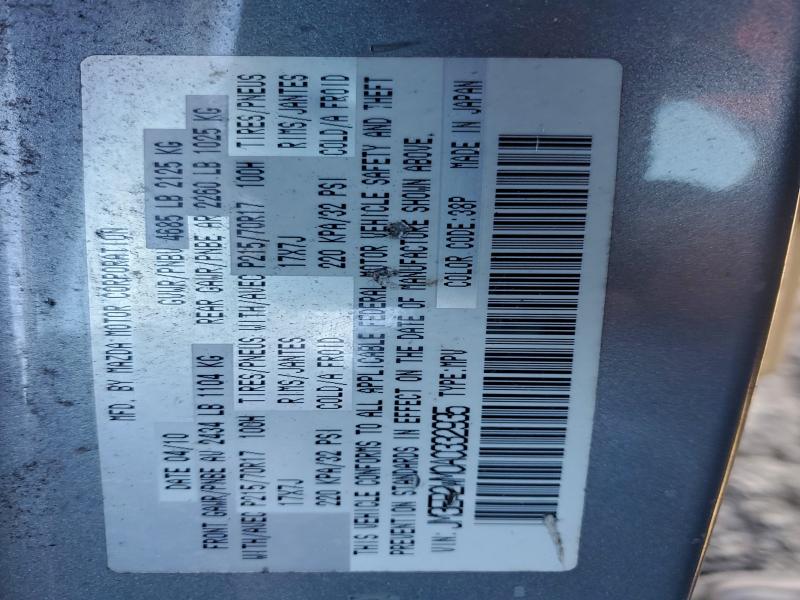 MFD. BY MAZDA MOTOR CORPORATION
DATE 04/10 GVWR/PNBV 4685 LB 2125 KG
FRONT GAWR/PNBE AV 2434 LB 1104 KG REAR GAWR/PNBE AR 2260 LB 1025 KG
WITH/AVEC P215/70R17 100H TIRES/PNEUS WITH/AVEC P215/70R17 100H TIRES/PNEUS
17X7J RIMS/JANTES 17X7J RIMS/JANTES
220 KPA/32 PSI COLD/A FROID 220 KPA/32 PSI COLD/A FROID
THIS VEHICLE CONFORMS TO ALL APPLICABLE FEDERAL MOTOR VEHICLE SAFETY AND THEFT
PREVENTION STANDARDS IN EFFECT ON THE DATE OF MANUFACTURE SHOWN ABOVE.
VIN: TYPE:MPV COLOR CODE:38P MADE IN JAPAN